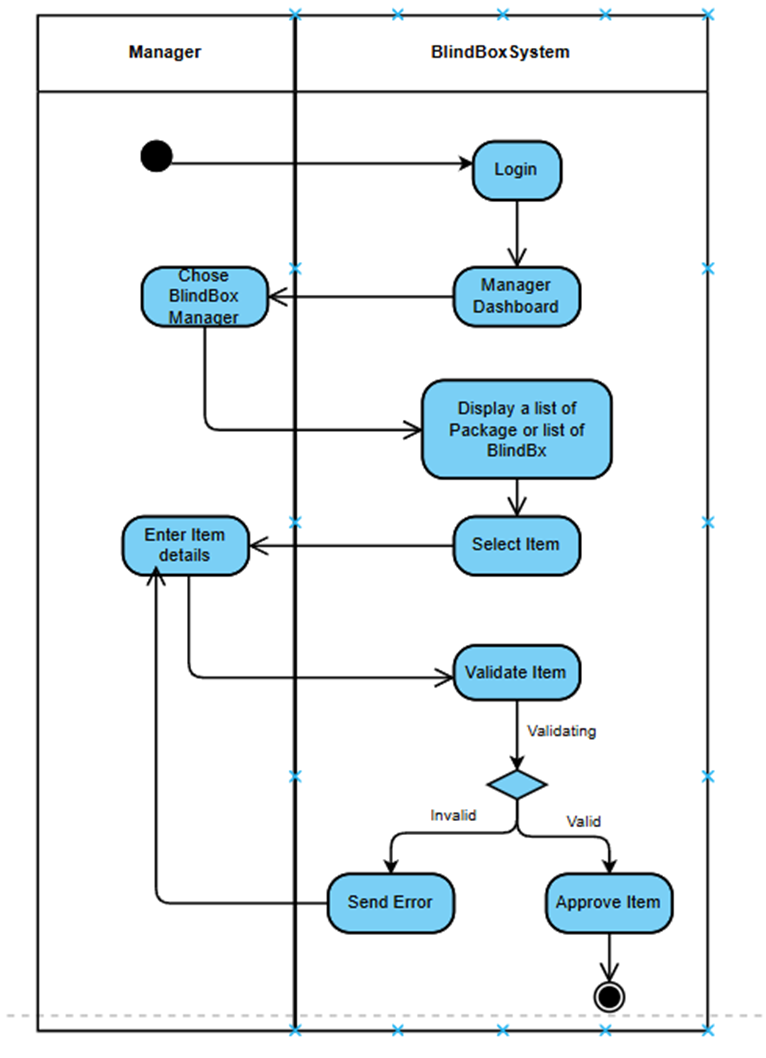 Manager
BlindBoxSystem
Login
Chose
BlindBox
Manager
Manager
Dashboard
Display a list of
Package or list of
BlindBx
Enter Item
details
Select Item
Validate Item
Validating
Invalid
Valid
Send Error
Approve Item